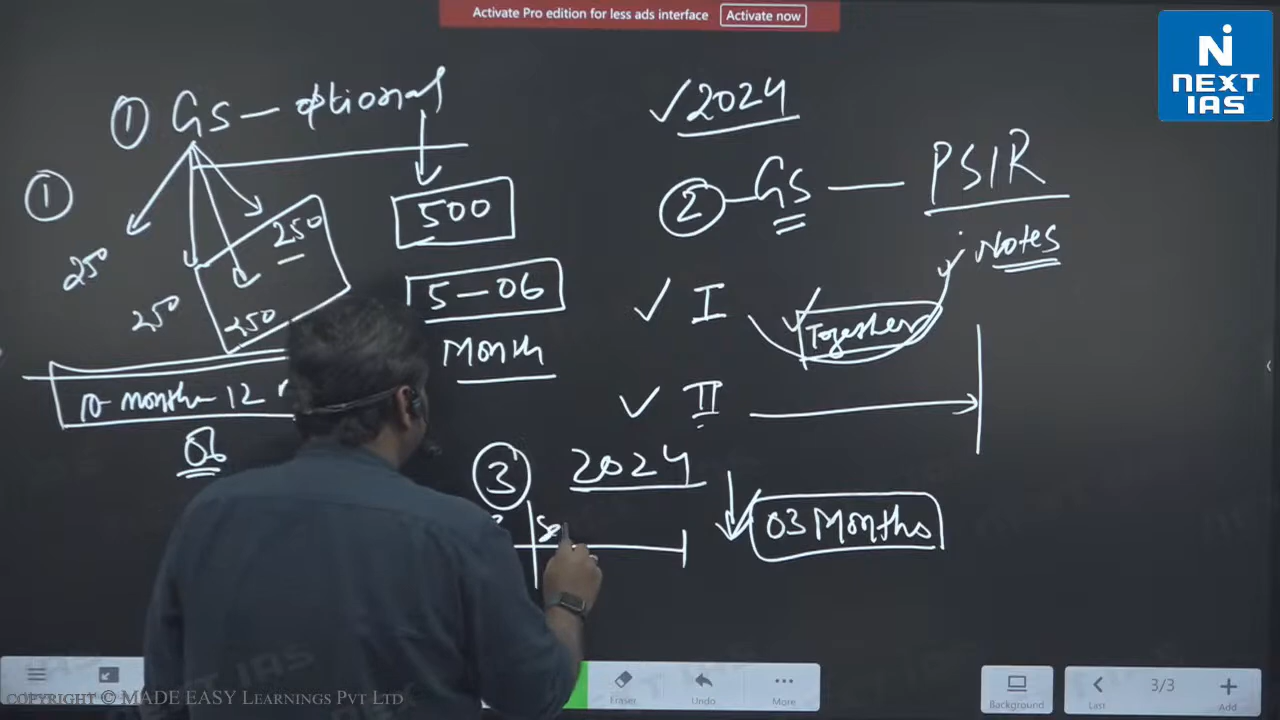 Activate Pro edition for less ads interface Activate now
NEXT
IAS
① GS - optional
①
250
250
250
250
500
5-06
Month
10 months - 12
06
✓2024
② - GS - PSIR
Notes
✓ I
Together
✓ II
③ 2024
03 Months
Eraser
Undo
More
Background
Last
3/3
Add
COPYRIGHT © MADE EASY LEARNINGS PVT LTD